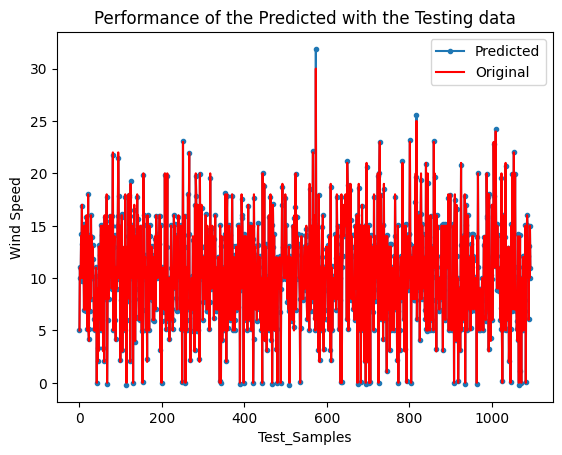 Performance of the Predicted with the Testing data
Predicted
Original
Wind Speed
30
25
20
15
10
5
0
0 200 400 600 800 1000
Test_Samples